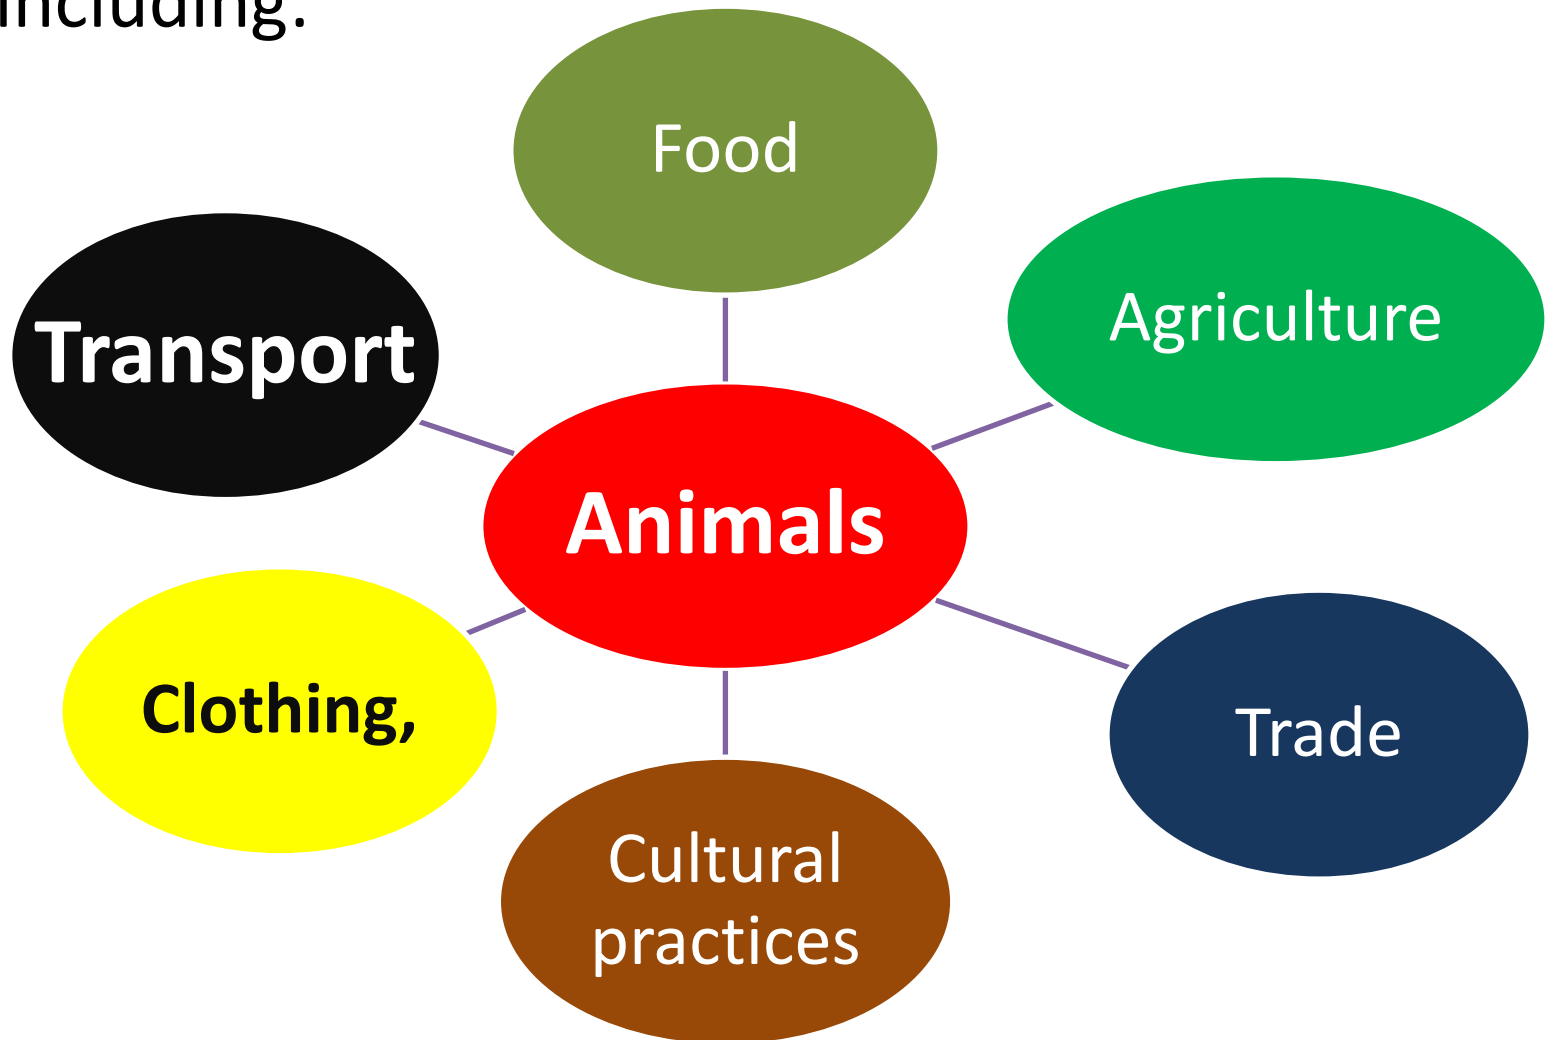 including:
Food
Agriculture
Transport
Animals
Clothing,
Trade
Cultural
practices